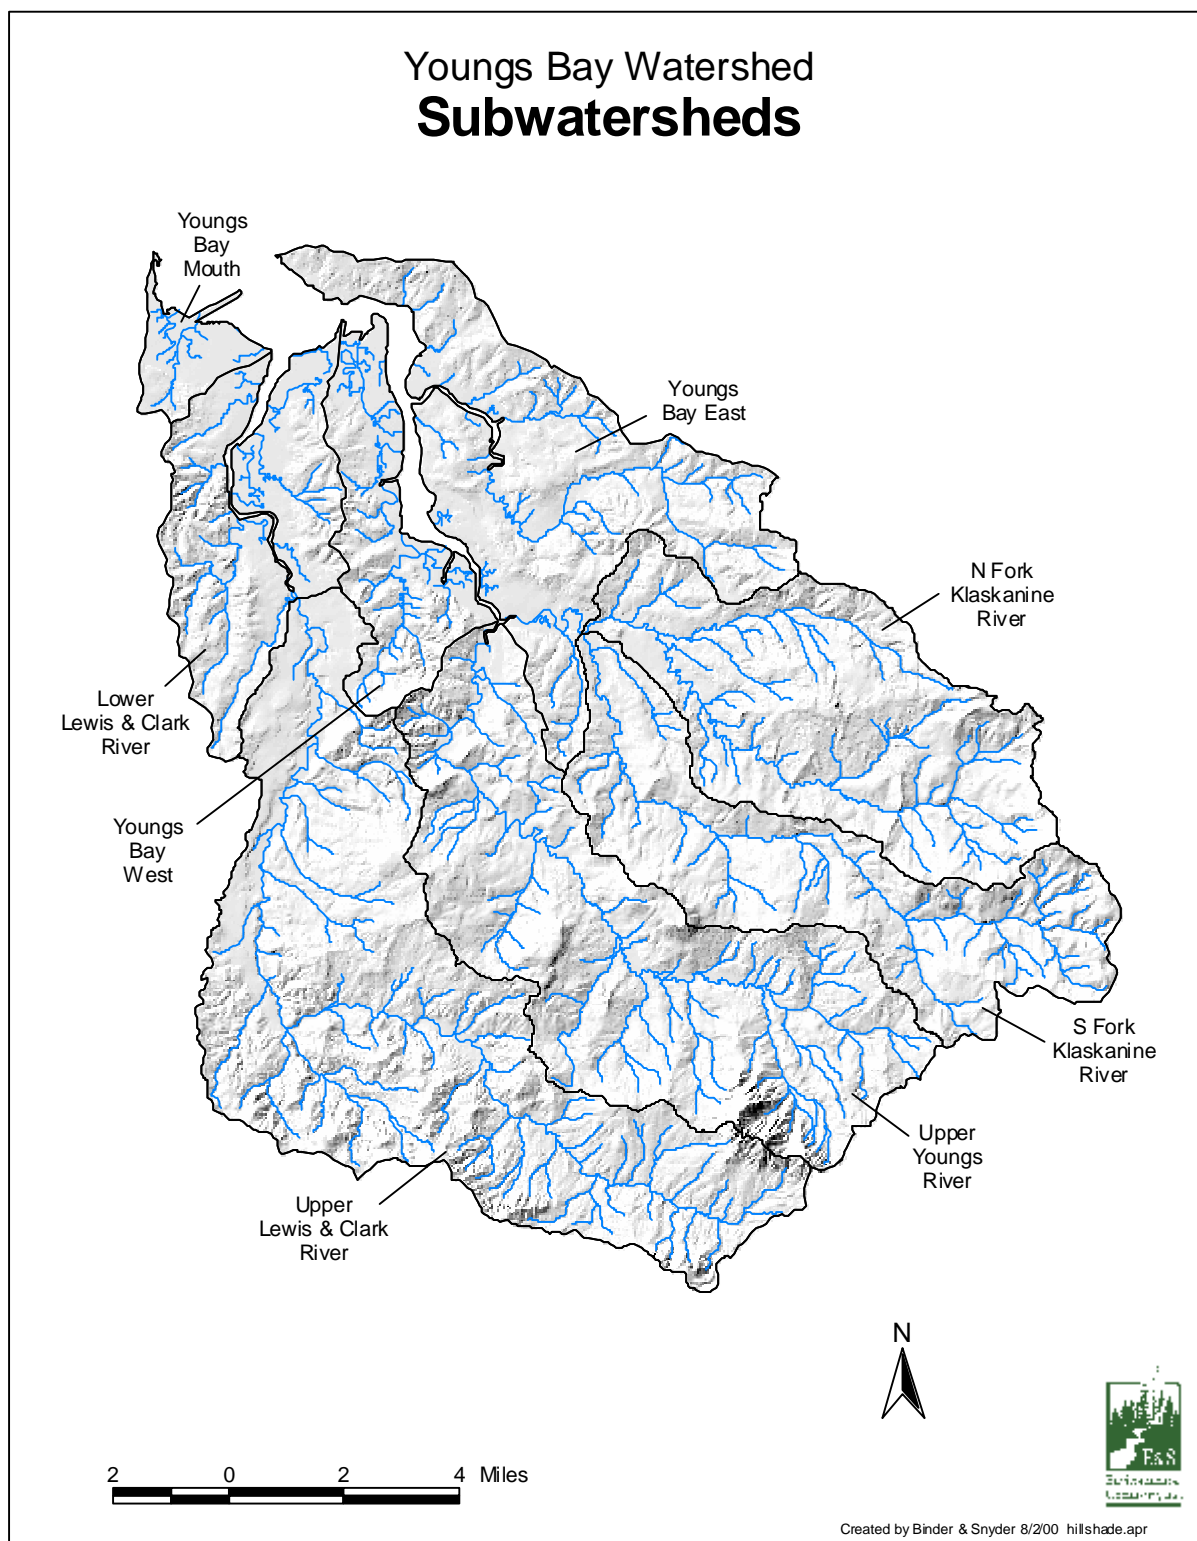 Youngs Bay Watershed
Subwatersheds
Youngs
Bay
Mouth
Youngs
Bay East
N Fork
Klaskanine
River
Lower
Lewis & Clark
River
Youngs
Bay
West
S Fork
Klaskanine
River
Upper
Youngs
River
Upper
Lewis & Clark
River
N
2 0 2 4 Miles
E&S
Created by Binder & Snyder 8/2/00 hillshade.apr